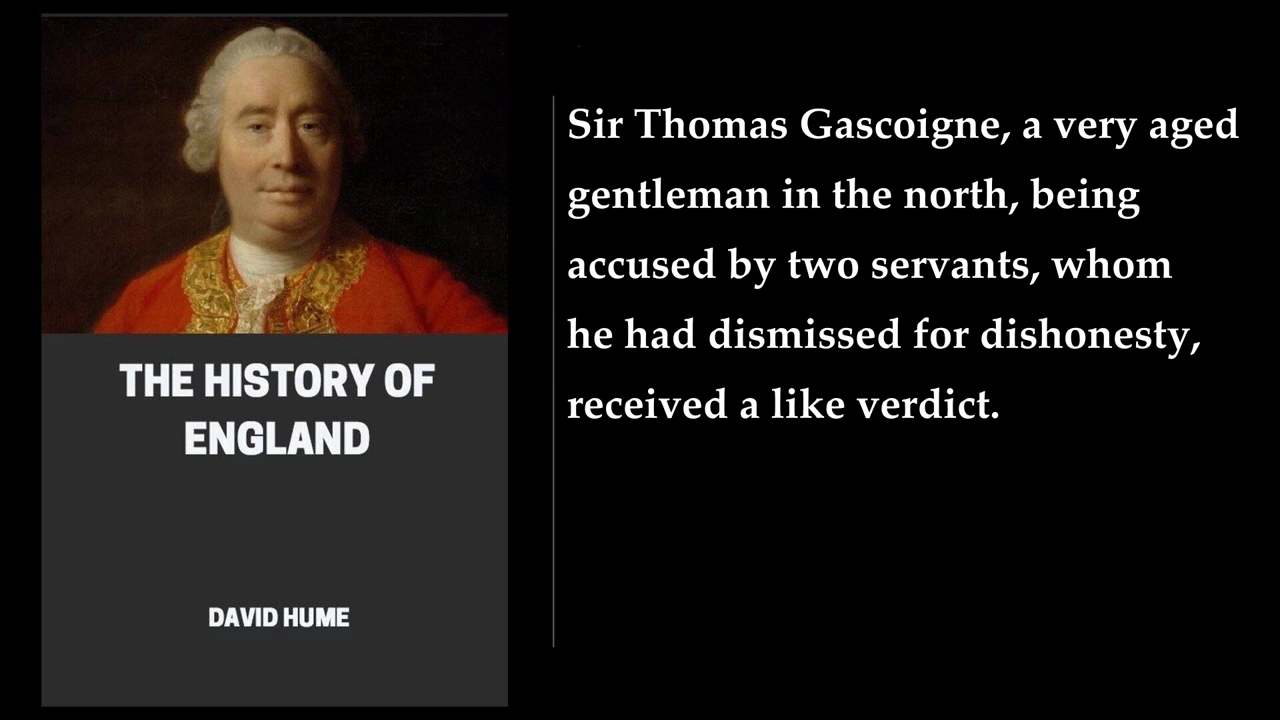 THE HISTORY OF
ENGLAND
DAVID HUME
Sir Thomas Gascoigne, a very aged
gentleman in the north, being
accused by two servants, whom
he had dismissed for dishonesty,
received a like verdict.